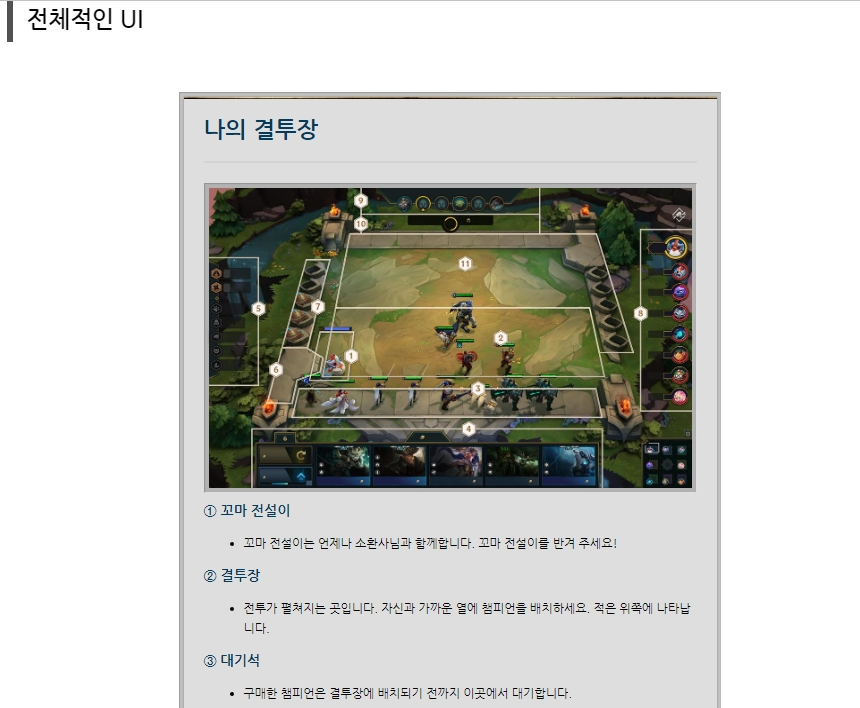 전체적인 UI
나의 결투장
9
10
11
5
7
8
2
1
6
3
4
① 꼬마 전설이
• 꼬마 전설이는 언제나 소환사님과 함께합니다. 꼬마 전설이를 반겨 주세요!
② 결투장
• 전투가 펼쳐지는 곳입니다. 자신과 가까운 열에 챔피언을 배치하세요. 적은 위쪽에 나타납
니다.
③ 대기석
• 구매한 챔피언은 결투장에 배치되기 전까지 이곳에서 대기합니다.